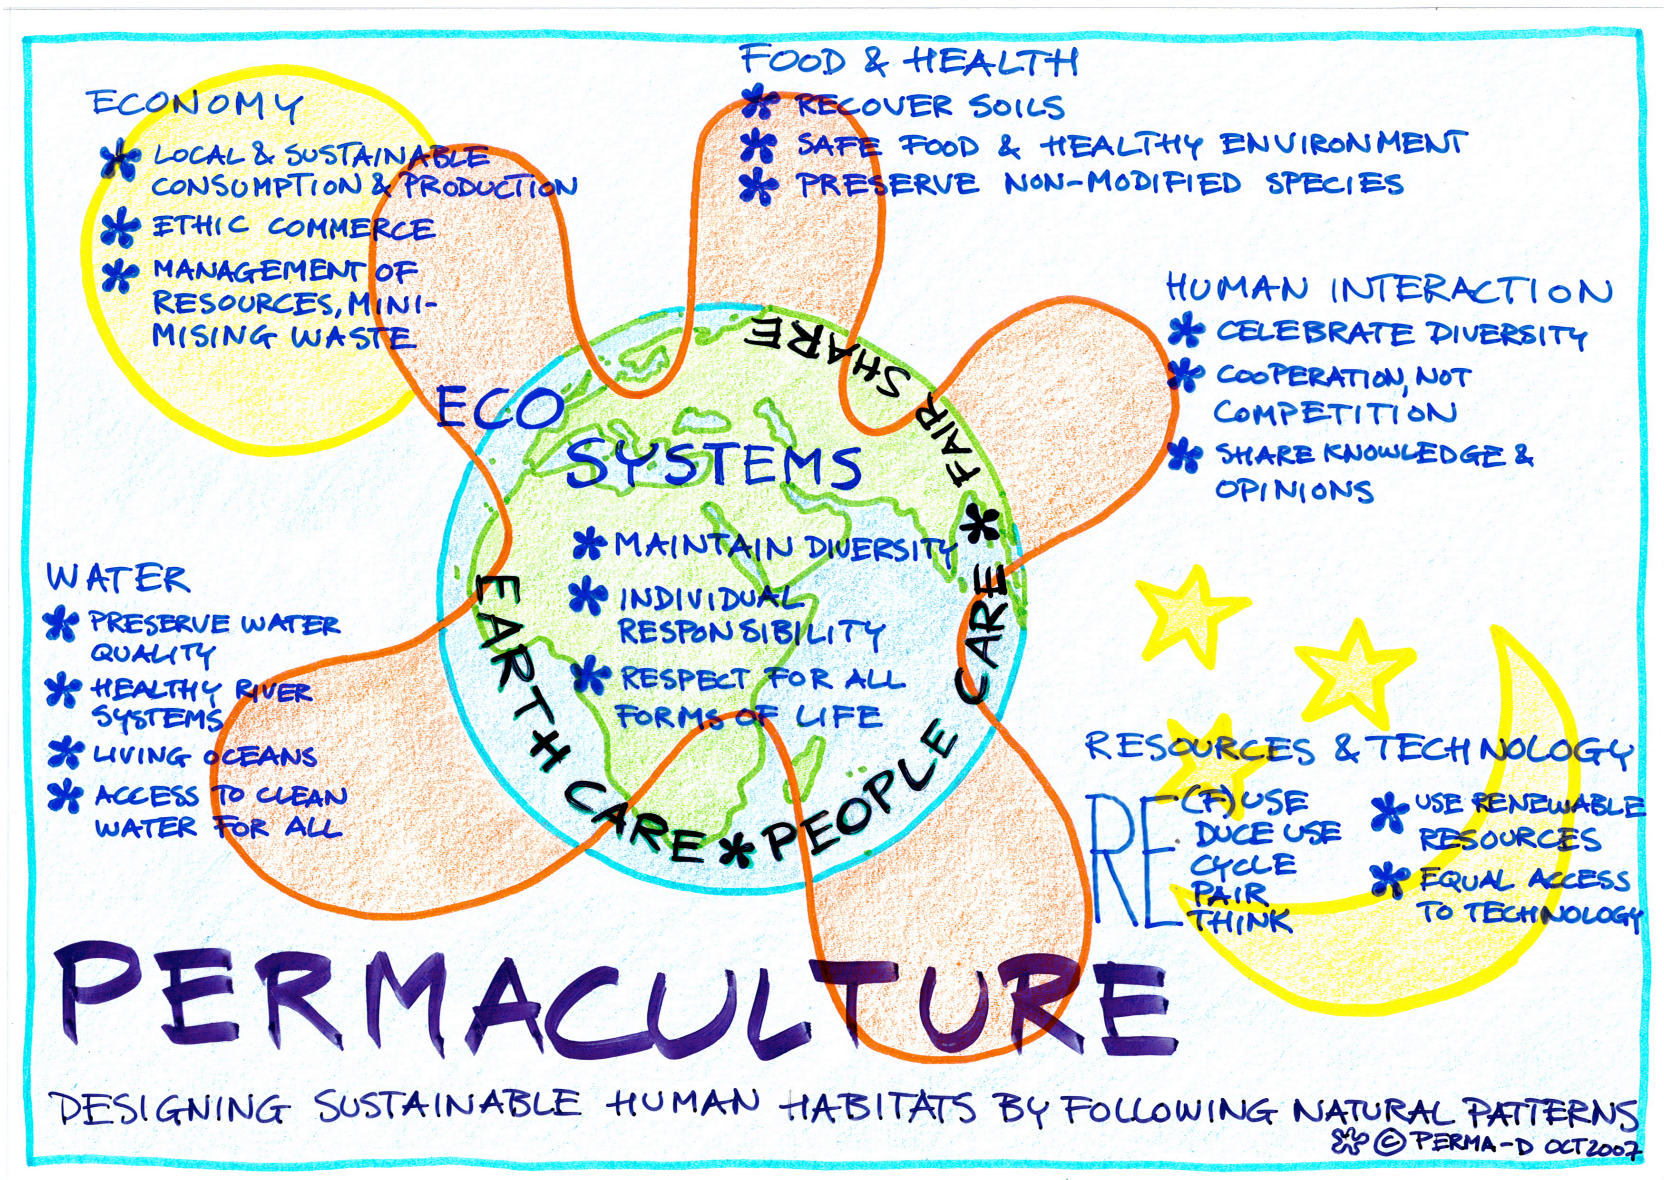 ECONOMY
LOCAL & SUSTAINABLE
CONSUMPTION & PRODUCTION
ETHIC COMMERCE
MANAGEMENT OF
RESOURCES, MINI-
MISING WASTE
FOOD & HEALTH
RECOVER SOILS
SAFE FOOD & HEALTHY ENVIRONMENT
PRESERVE NON-MODIFIED SPECIES
HUMAN INTERACTION
CELEBRATE DIVERSITY
COOPERATION, NOT
COMPETITION
SHARE KNOWLEDGE &
OPINIONS
ECO
SYSTEMS
MAINTAIN DIVERSITY
INDIVIDUAL
RESPONSIBILITY
RESPECT FOR ALL
FORMS OF LIFE
EARTH CARE * PEOPLE CARE * FAIR SHARE
WATER
PRESERVE WATER
QUALITY
HEALTHY RIVER
SYSTEMS
LIVING OCEANS
ACCESS TO CLEAN
WATER FOR ALL
RESOURCES & TECHNOLOGY
RE
(F)USE
DUCE USE
CYCLE
PAIR
THINK
USE RENEWABLE
RESOURCES
EQUAL ACCESS
TO TECHNOLOGY
PERMACULTURE
DESIGNING SUSTAINABLE HUMAN HABITATS BY FOLLOWING NATURAL PATTERNS
© PERMA-D OCT 2007